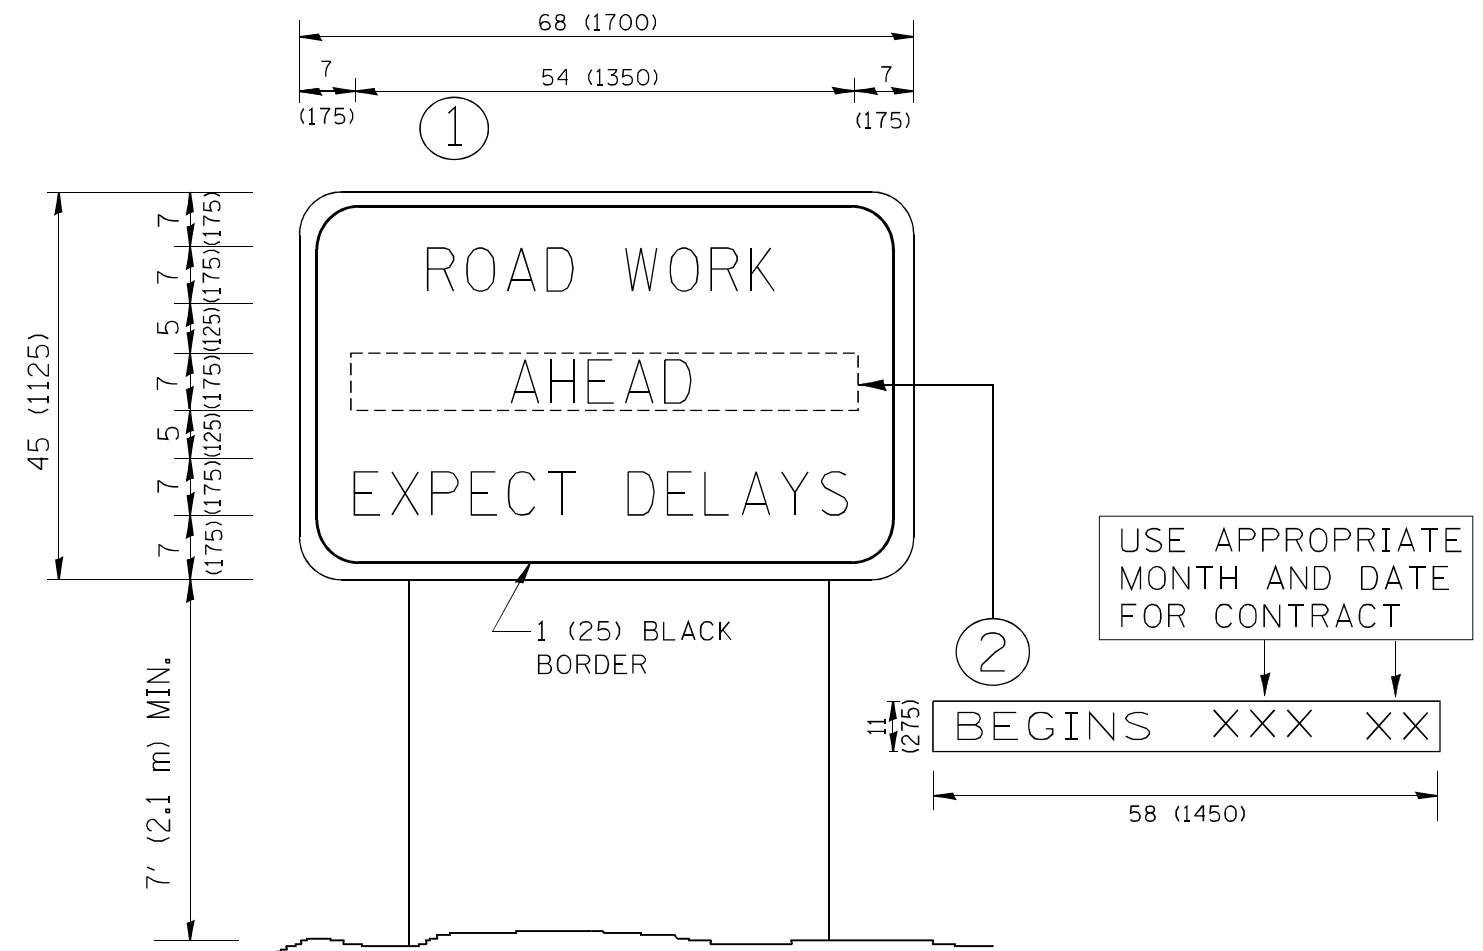 68 (1700)
7
54 (1350)
7
(175)
(175)
1
ROAD WORK
AHEAD
EXPECT DELAYS
45 (1125)
7 (175)
7 (175)
5 (125)
7 (175)
5 (125)
7 (175)
7 (175)
7' (2.1 m) MIN.
1 (25) BLACK
BORDER
2
USE APPROPRIATE
MONTH AND DATE
FOR CONTRACT
11
(275)
BEGINS XXX XX
58 (1450)